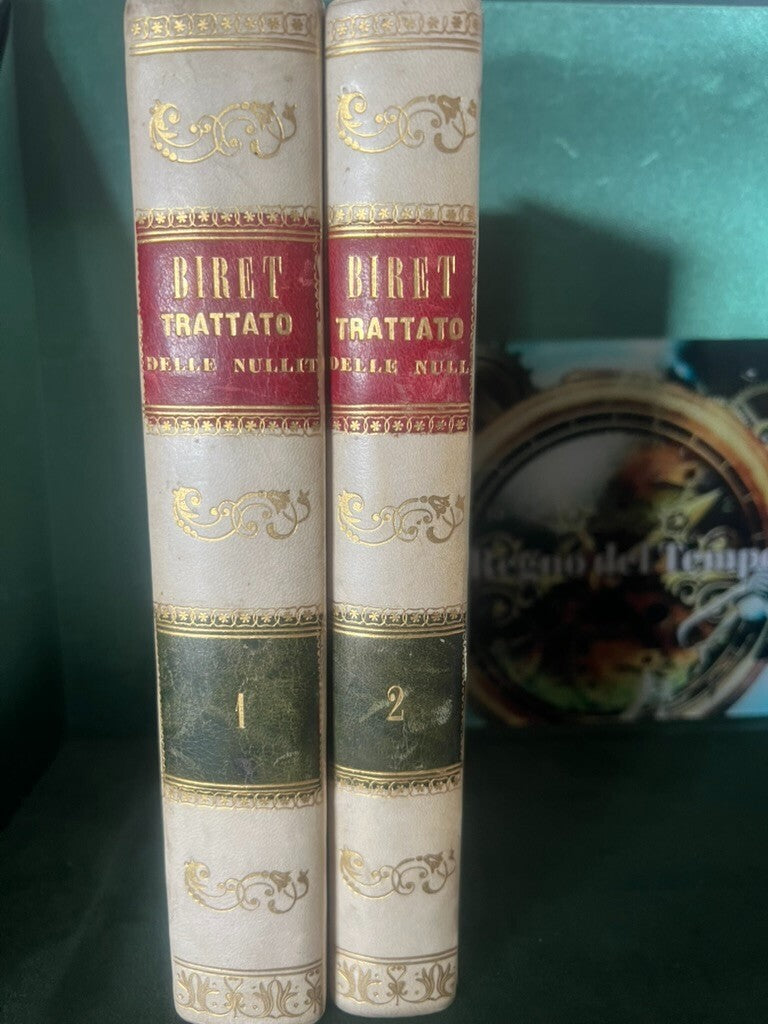 BIRET
TRATTATO
DELLE NULLIT
1
BIRET
TRATTATO
DELLE NULL
2
Regno del Tempo